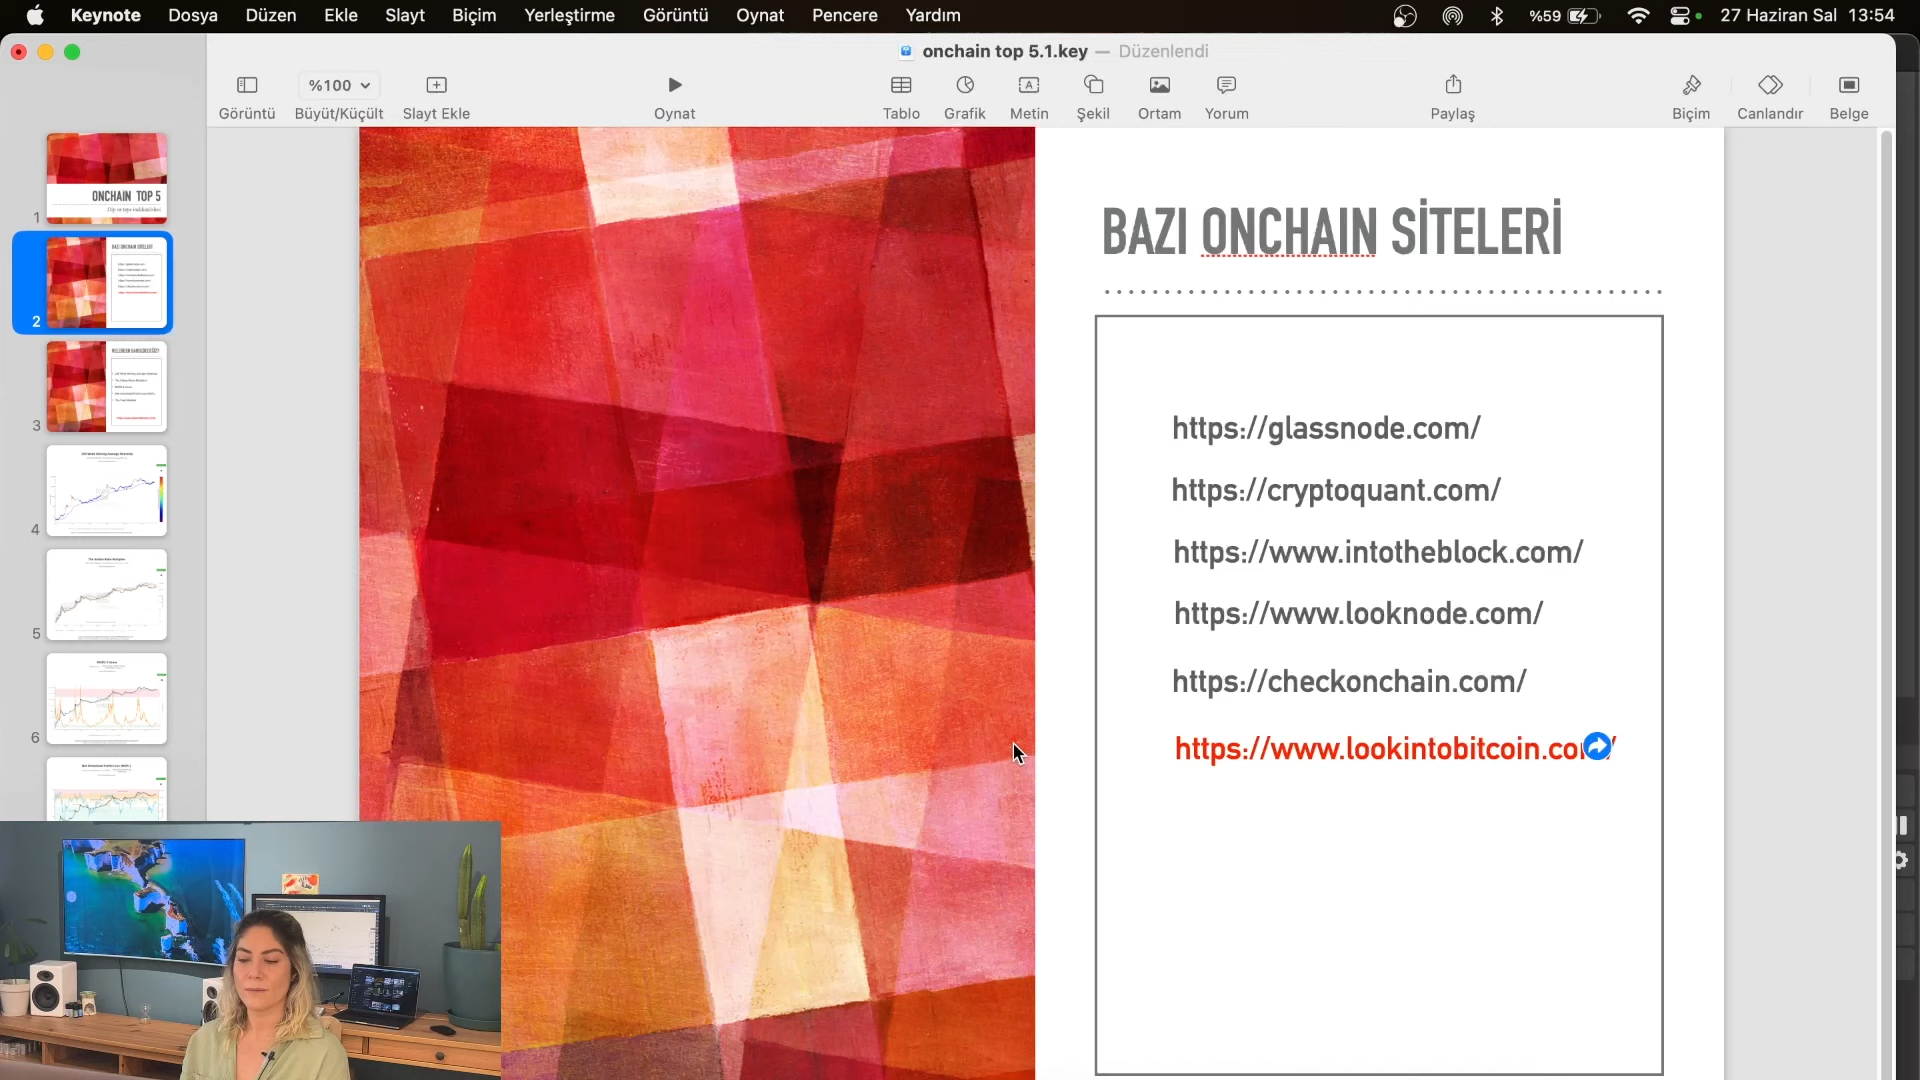 Keynote Dosya Düzen Ekle Slayt Biçim Yerleştirme Görüntü Oynat Pencere Yardım %59 27 Haziran Sal 13:54
onchain top 5.1.key — Düzenlendi
%100
Görüntü Büyüt/Küçült Slayt Ekle Oynat Tablo Grafik Metin Şekil Ortam Yorum Paylaş Biçim Canlandır Belge
ONCHAIN TOP 5
1
2
3
4
5
6
BAZI ONCHAIN SİTELERİ
https://glassnode.com/
https://cryptoquant.com/
https://www.intotheblock.com/
https://www.looknode.com/
https://checkonchain.com/
https://www.lookintobitcoin.co /